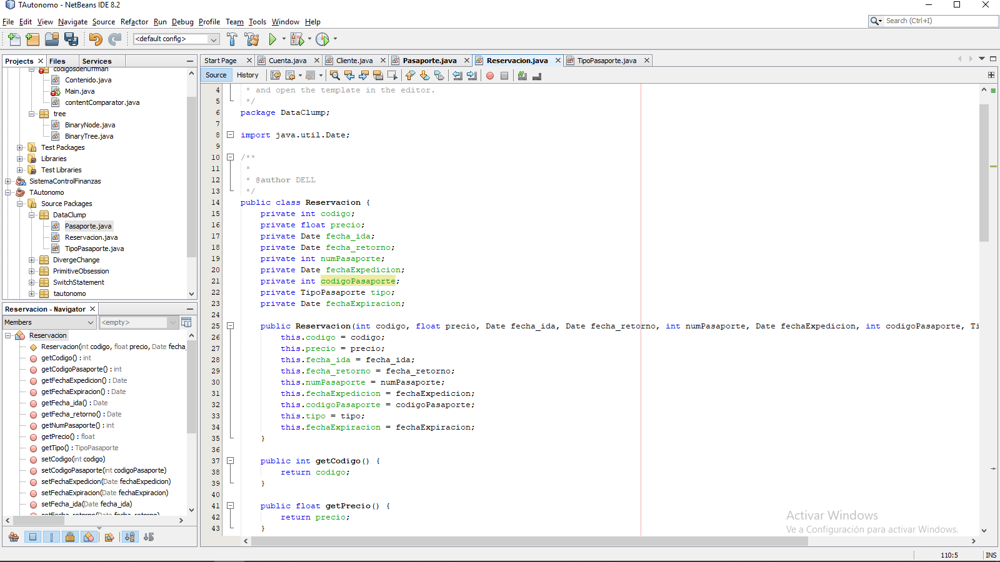 TAutonomo - NetBeans IDE 8.2
File Edit View Navigate Source Refactor Run Debug Profile Team Tools Window Help
Search (Ctrl+I)
<default config>
Projects Files Services
codigosdehuffman
Contenido.java
Main.java
contentComparator.java
tree
BinaryNode.java
BinaryTree.java
Test Packages
Libraries
Test Libraries
SistemaControlFinanzas
TAutonomo
Source Packages
DataClump
Pasaporte.java
Reservacion.java
TipoPasaporte.java
DivergeChange
PrimitiveObsession
SwitchStatement
tautonomo
Reservacion - Navigator
Members <empty>
Reservacion
Reservacion(int codigo, float precio, Date fecha_
getCodigo() : int
getCodigoPasaporte() : int
getFechaExpedicion() : Date
getFechaExpiracion() : Date
getFecha_ida() : Date
getFecha_retorno() : Date
getNumPasaporte() : int
getPrecio() : float
getTipo() : TipoPasaporte
setCodigo(int codigo)
setCodigoPasaporte(int codigoPasaporte)
setFechaExpedicion(Date fechaExpedicion)
setFechaExpiracion(Date fechaExpiracion)
setFecha_ida(Date fecha_ida)
setFecha_retorno(Date fecha_retorno)
Start Page Cuenta.java Cliente.java Pasaporte.java Reservacion.java TipoPasaporte.java
Source History
4 * and open the template in the editor.
5 */
6 package DataClump;
7
8 import java.util.Date;
9
10 /**
11 *
12 * @author DELL
13 */
14 public class Reservacion {
15 private int codigo;
16 private float precio;
17 private Date fecha_ida;
18 private Date fecha_retorno;
19 private int numPasaporte;
20 private Date fechaExpedicion;
21 private int codigoPasaporte;
22 private TipoPasaporte tipo;
23 private Date fechaExpiracion;
24
25 public Reservacion(int codigo, float precio, Date fecha_ida, Date fecha_retorno, int numPasaporte, Date fechaExpedicion, int codigoPasaporte, Ti
26 this.codigo = codigo;
27 this.precio = precio;
28 this.fecha_ida = fecha_ida;
29 this.fecha_retorno = fecha_retorno;
30 this.numPasaporte = numPasaporte;
31 this.fechaExpedicion = fechaExpedicion;
32 this.codigoPasaporte = codigoPasaporte;
33 this.tipo = tipo;
34 this.fechaExpiracion = fechaExpiracion;
35 }
36
37 public int getCodigo() {
38 return codigo;
39 }
40
41 public float getPrecio() {
42 return precio;
43 }
Activar Windows
Ve a Configuración para activar Windows.
110:5 INS